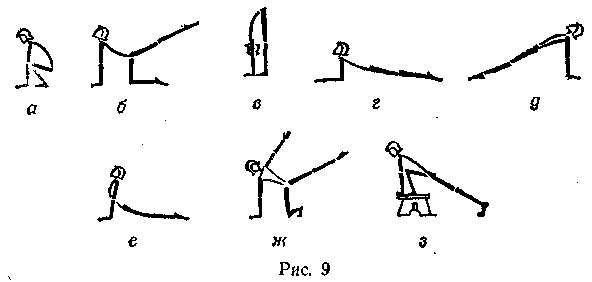 а б в г д
е ж з
Рис. 9